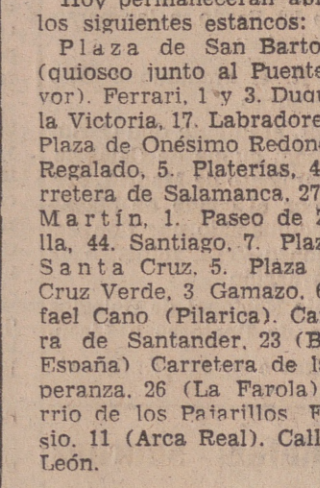 Hoy permanecerán
los siguientes estancos:
Plaza de San Barto
(quiosco junto al Puente
vor). Ferrari, 1 y 3. Duq
la Victoria, 17. Labradore
Plaza de Onésimo Redon
Regalado, 5. Platerías, 4
rretera de Salamanca, 27
Martín, 1. Paseo de Z
lla, 44. Santiago, 7. Plaz
Santa Cruz, 5. Plaza
Cruz Verde, 3 Gamazo, 6
fael Cano (Pilarica). Ca
ra de Santander, 23 (B
España) Carretera de l
peranza, 26 (La Farola)
rrio de los Pajarillos. F
sio. 11 (Arca Real). Call
León.